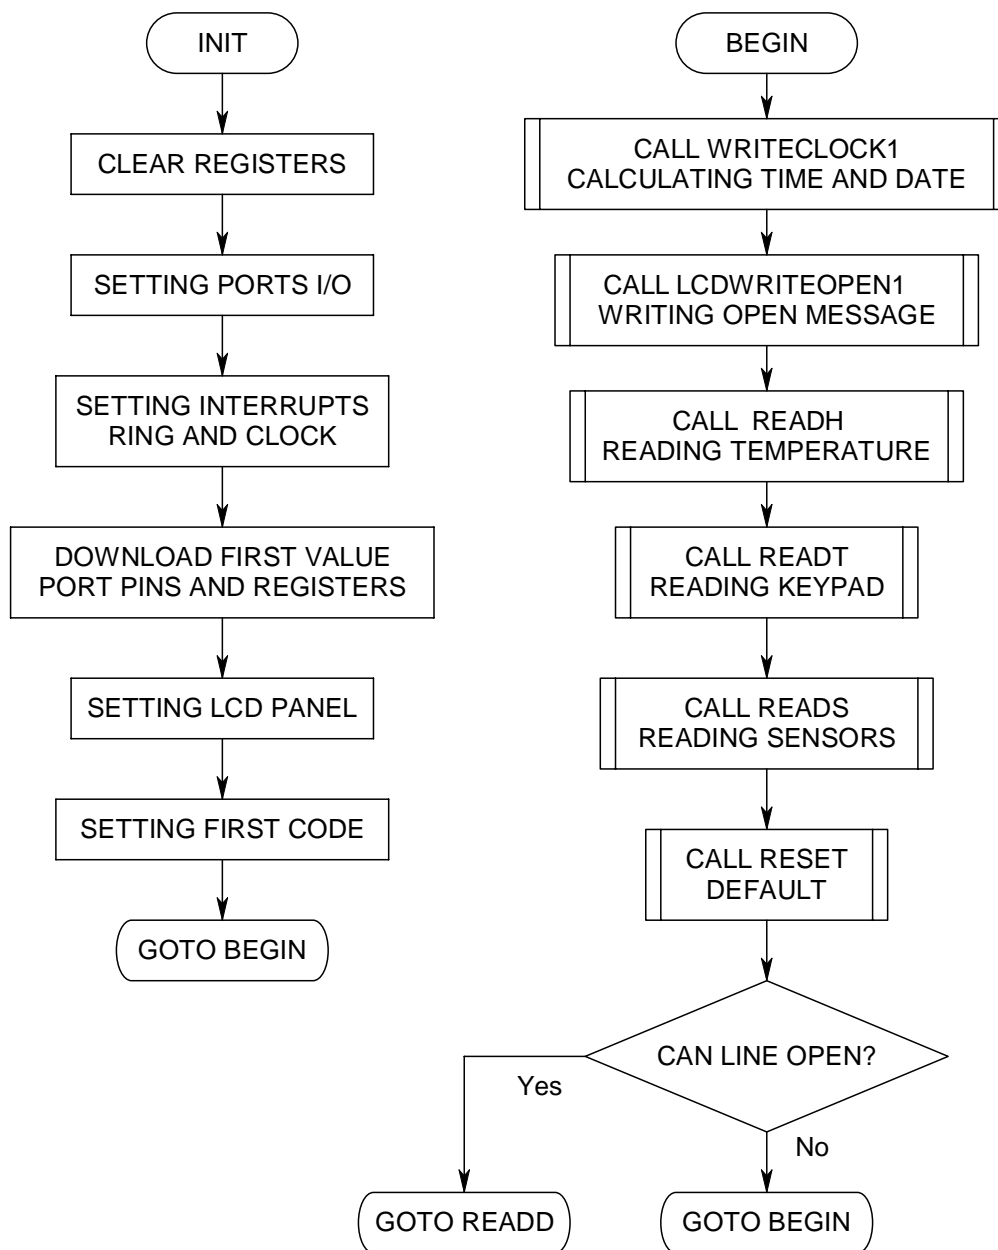 INIT
CLEAR REGISTERS
SETTING PORTS I/O
SETTING INTERRUPTS
RING AND CLOCK
DOWNLOAD FIRST VALUE
PORT PINS AND REGISTERS
SETTING LCD PANEL
SETTING FIRST CODE
GOTO BEGIN
BEGIN
CALL WRITECLOCK1
CALCULATING TIME AND DATE
CALL LCDWRITEOPEN1
WRITING OPEN MESSAGE
CALL READH
READING TEMPERATURE
CALL READT
READING KEYPAD
CALL READS
READING SENSORS
CALL RESET
DEFAULT
CAN LINE OPEN?
Yes
No
GOTO READD
GOTO BEGIN